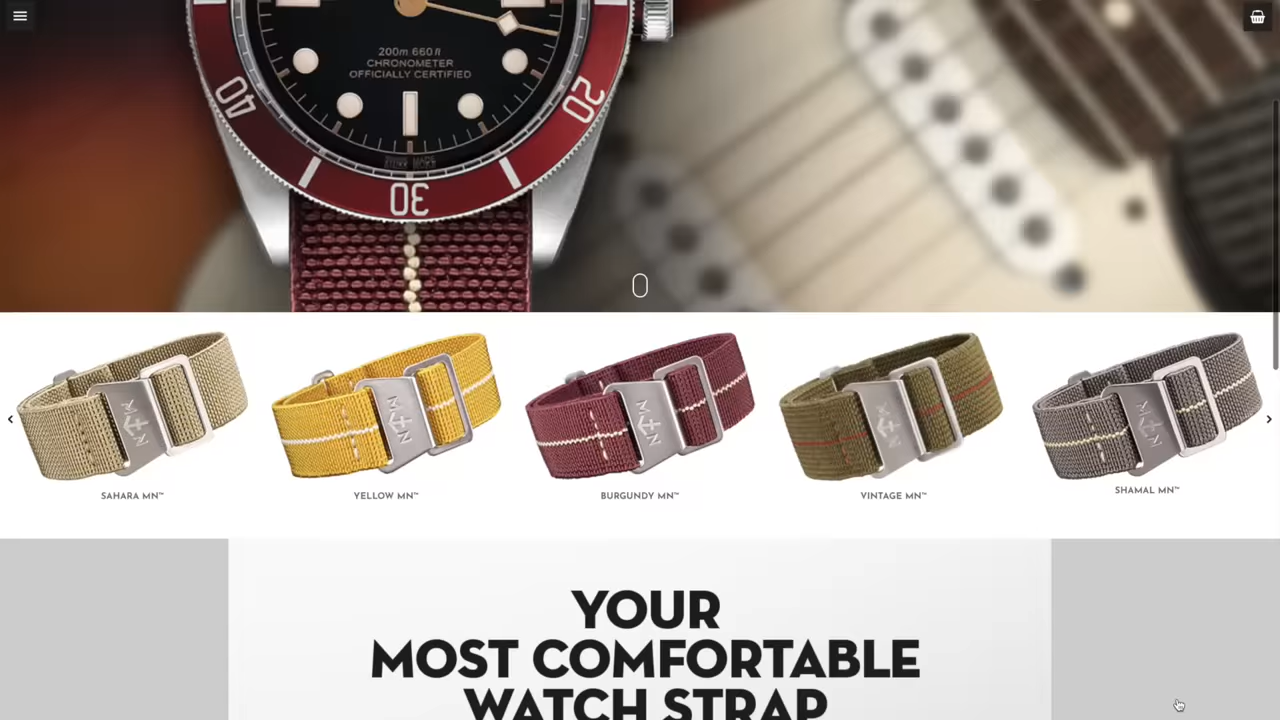 200m 660ft
CHRONOMETER
OFFICIALLY CERTIFIED
40
20
30
SAHARA MN™
YELLOW MN™
BURGUNDY MN™
VINTAGE MN™
SHAMAL MN™
YOUR
MOST COMFORTABLE
WATCH STRAP